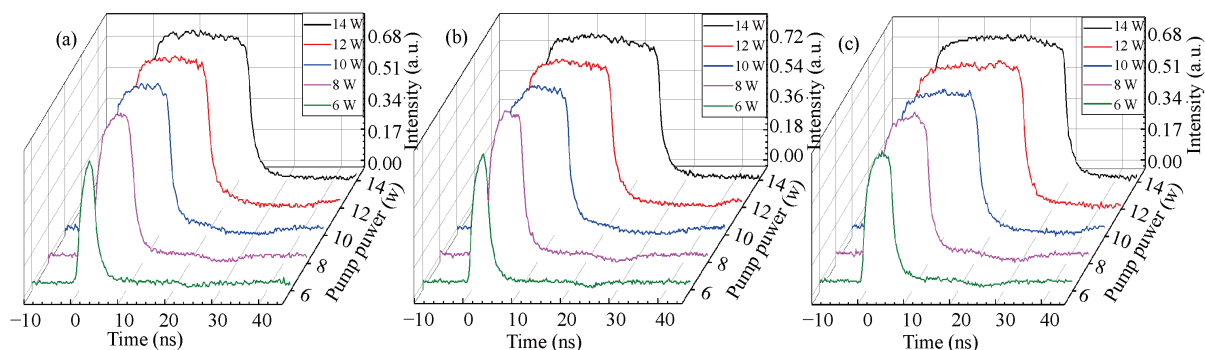 (a)
14 W
12 W
10 W
8 W
6 W
0.68
0.51
0.34
0.17
0.00
Intensity (a.u.)
14
12
10
8
6
Pump puwer (w)
−10 0 10 20 30 40
Time (ns)
(b)
14 W
12 W
10 W
8 W
6 W
0.72
0.54
0.36
0.18
0.00
Intensity (a.u.)
14
12
10
8
6
Pump puwer (w)
−10 0 10 20 30 40
Time (ns)
(c)
14 W
12 W
10 W
8 W
6 W
0.68
0.51
0.34
0.17
0.00
Intensity (a.u.)
14
12
10
8
6
Pump puwer (w)
−10 0 10 20 30 40
Time (ns)